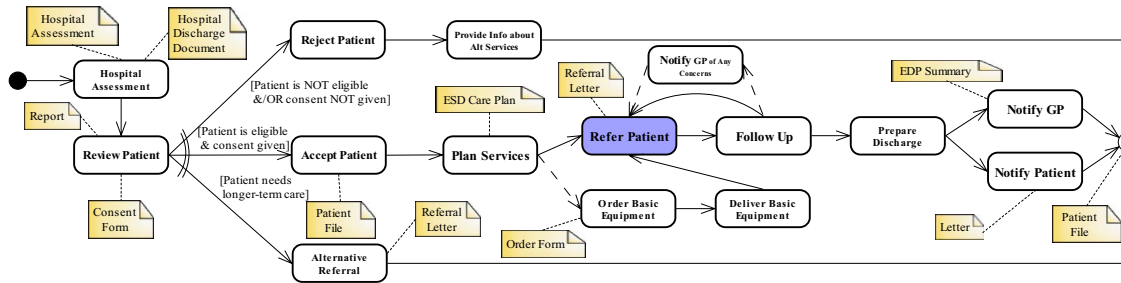 Hospital
Assessment
Hospital
Discharge
Document
Hospital
Assessment
Report
Review Patient
Consent
Form
Reject Patient
Provide Info about
Alt Services
[Patient is NOT eligible
&/OR consent NOT given]
[Patient is eligible
& consent given]
Accept Patient
[Patient needs
longer-term care]
Patient
File
Referral
Letter
Alternative
Referral
ESD Care Plan
Plan Services
Referral
Letter
Notify GP of Any
Concerns
Refer Patient
Follow Up
Order Basic
Equipment
Deliver Basic
Equipment
Order Form
Prepare
Discharge
EDP Summary
Notify GP
Notify Patient
Letter
Patient
File